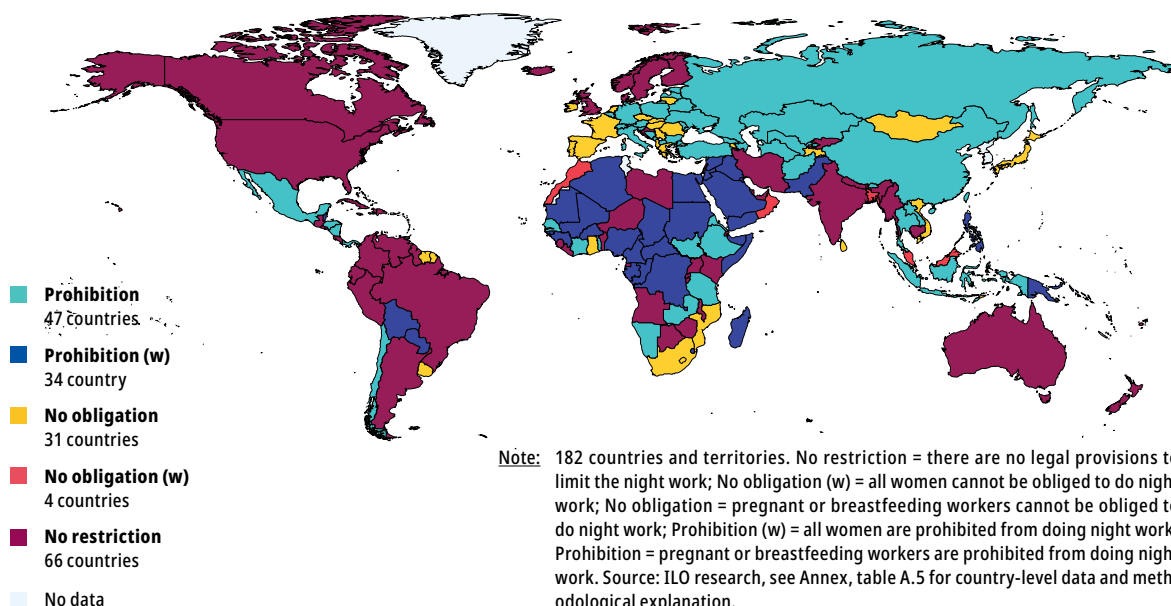 Prohibition
47 countries
Prohibition (w)
34 country
No obligation
31 countries
No obligation (w)
4 countries
No restriction
66 countries
No data
Note: 182 countries and territories. No restriction = there are no legal provisions t
limit the night work; No obligation (w) = all women cannot be obliged to do nigh
work; No obligation = pregnant or breastfeeding workers cannot be obliged t
do night work; Prohibition (w) = all women are prohibited from doing night work
Prohibition = pregnant or breastfeeding workers are prohibited from doing nigh
work. Source: ILO research, see Annex, table A.5 for country-level data and meth
odological explanation.